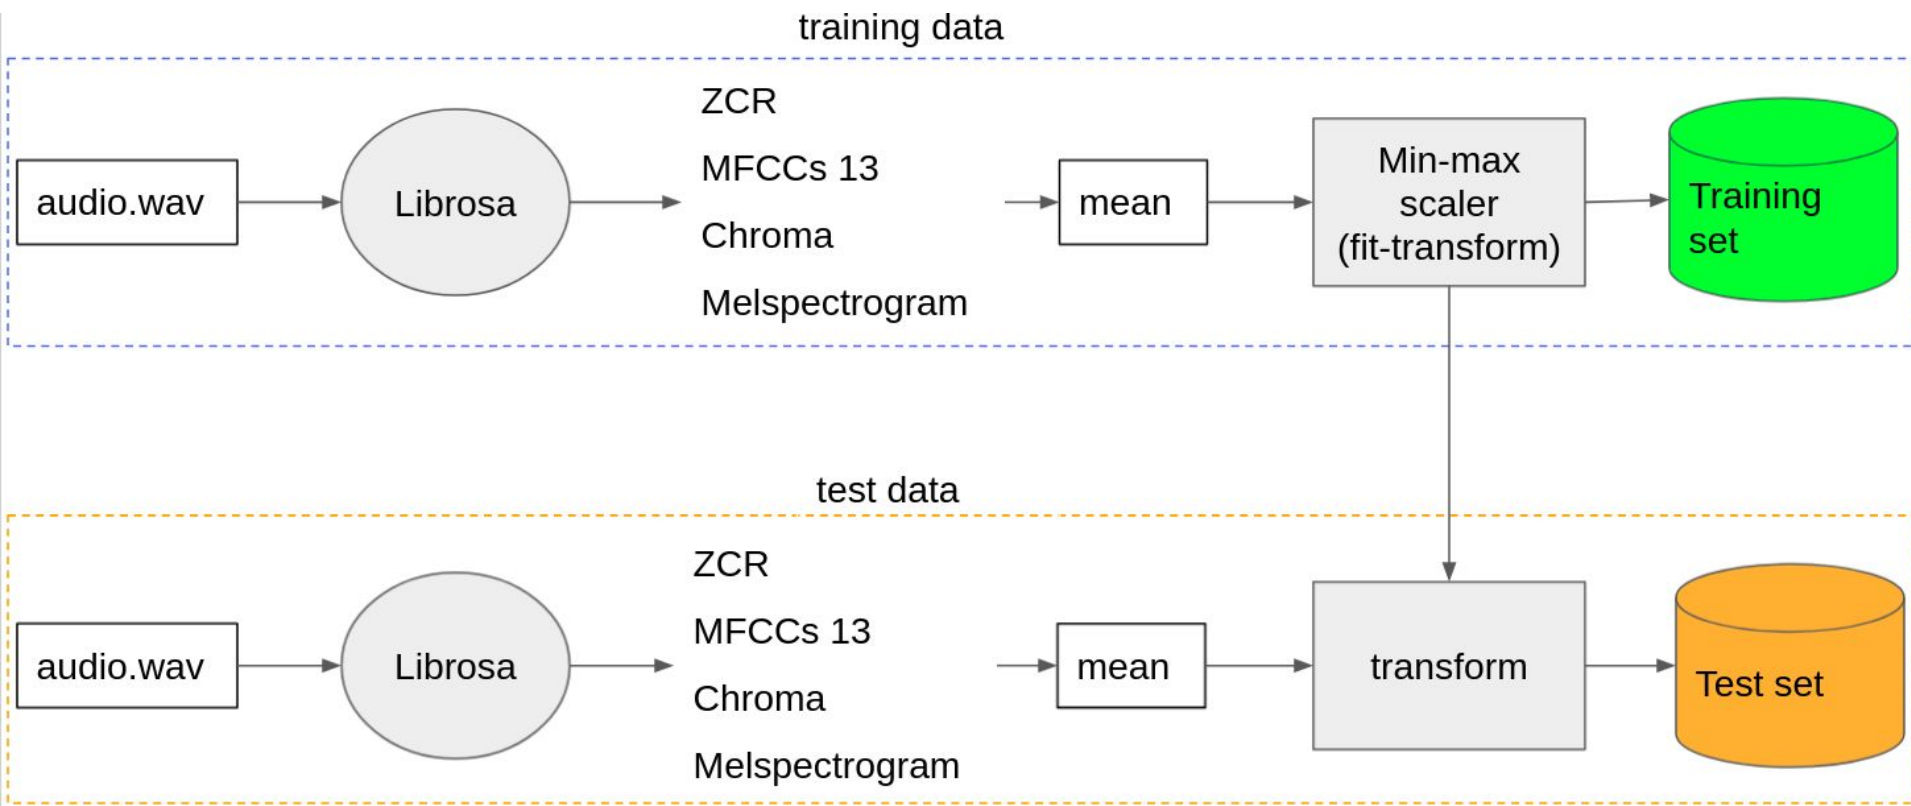 training data
audio.wav
Librosa
ZCR
MFCCs 13
Chroma
Melspectrogram
mean
Min-max
scaler
(fit-transform)
Training
set
test data
audio.wav
Librosa
ZCR
MFCCs 13
Chroma
Melspectrogram
mean
transform
Test set